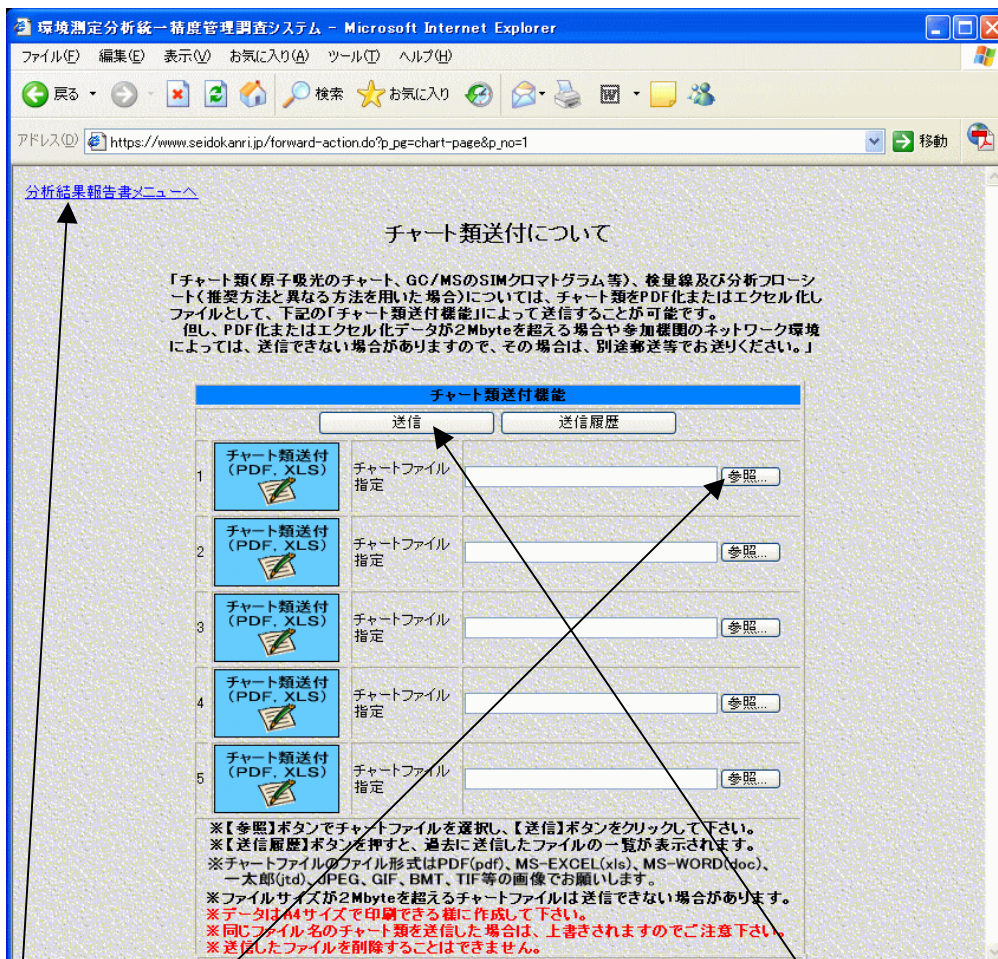 環境測定分析統一精度管理調査システム - Microsoft Internet Explorer
ファイル(F) 編集(E) 表示(V) お気に入り(A) ツール(T) ヘルプ(H)
戻る 検索 お気に入り
アドレス(D) https://www.seidokanri.jp/forward-action.do?p_pg=chart-page&p_no=1 移動
分析結果報告書メニューへ
チャート類送付について
「チャート類(原子吸光のチャート、GC/MSのSIMクロマトグラム等)、検量線及び分析フローシ
ート(推奨方法と異なる方法を用いた場合)については、チャート類をPDF化またはエクセル化し
ファイルとして、下記の「チャート類送付機能」によって送信することが可能です。
但し、PDF化またはエクセル化データが2Mbyteを超える場合や参加機関のネットワーク環境
によっては、送信できない場合がありますので、その場合は、別途郵送等でお送りください。」
チャート類送付機能
送信 送信履歴
1 チャート類送付 (PDF, XLS) チャートファイル指定 参照...
2 チャート類送付 (PDF, XLS) チャートファイル指定 参照...
3 チャート類送付 (PDF, XLS) チャートファイル指定 参照...
4 チャート類送付 (PDF, XLS) チャートファイル指定 参照...
5 チャート類送付 (PDF, XLS) チャートファイル指定 参照...
※【参照】ボタンでチャートファイルを選択し、【送信】ボタンをクリックして下さい。
※【送信履歴】ボタンを押すと、過去に送信したファイルの一覧が表示されます。
※チャートファイルのファイル形式はPDF(pdf)、MS-EXCEL(xls)、MS-WORD(doc)、
一太郎(jtd)、JPEG、GIF、BMT、TIF等の画像でお願いします。
※ファイルサイズが2Mbyteを超えるチャートファイルは送信できない場合があります。
※データはA4サイズで印刷できる様に作成して下さい。
※同じファイル名のチャート類を送信した場合は、上書きされますのでご注意下さい。
※送信したファイルを削除することはできません。